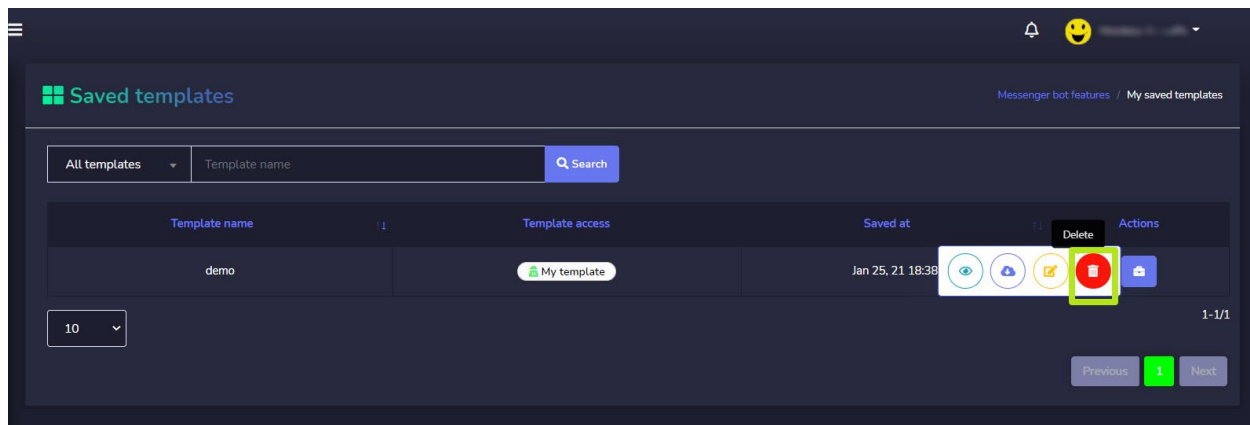 Saved templates
Messenger bot features / My saved templates
All templates
Template name
Search
Template name
Template access
Saved at
Actions
Delete
demo
My template
Jan 25, 21 18:38
10
1-1/1
Previous
1
Next